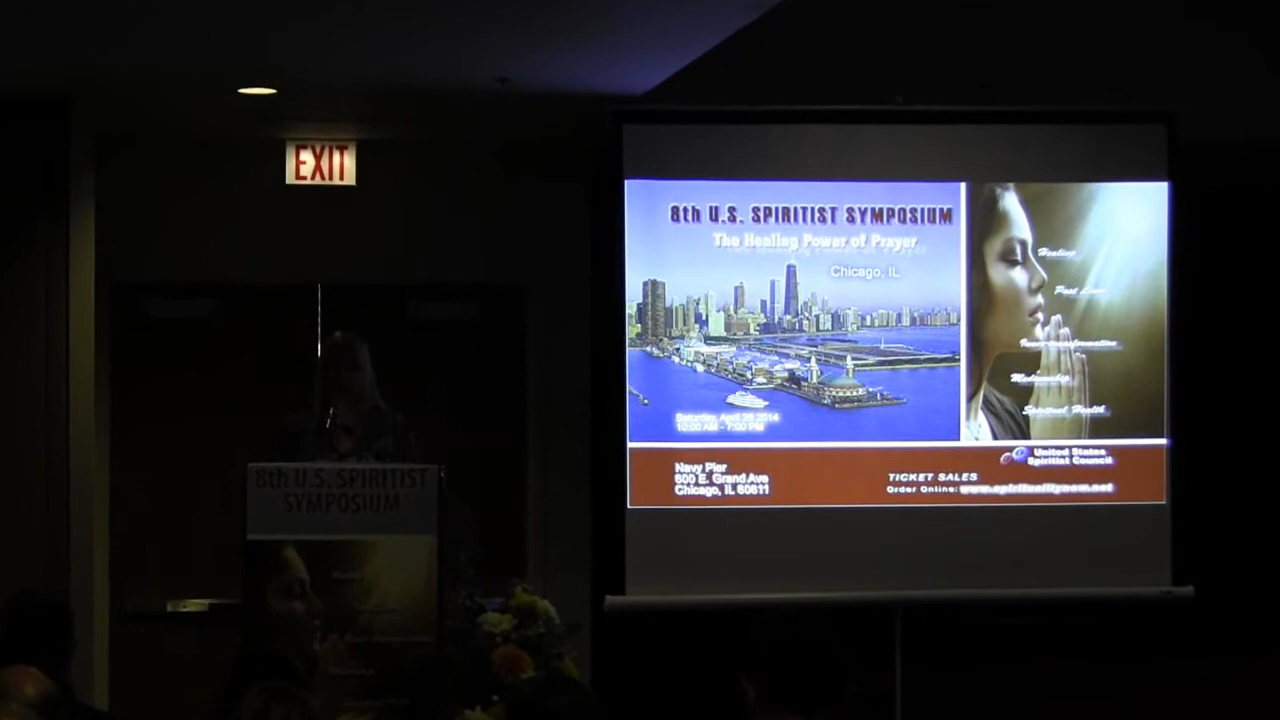 EXIT
8th U.S. SPIRITIST SYMPOSIUM
The Healing Power of Prayer
Chicago, IL
Healing
Past Lives
Inner transformation
Mediumship
Spiritual Health
Saturday, April 26 2014
10:00 AM - 7:00 PM
United States
Spiritist Council
Navy Pier
600 E. Grand Ave
Chicago, IL 60611
TICKET SALES
Order Online: www.spiritualitynow.net
8th U.S. SPIRITIST
SYMPOSIUM